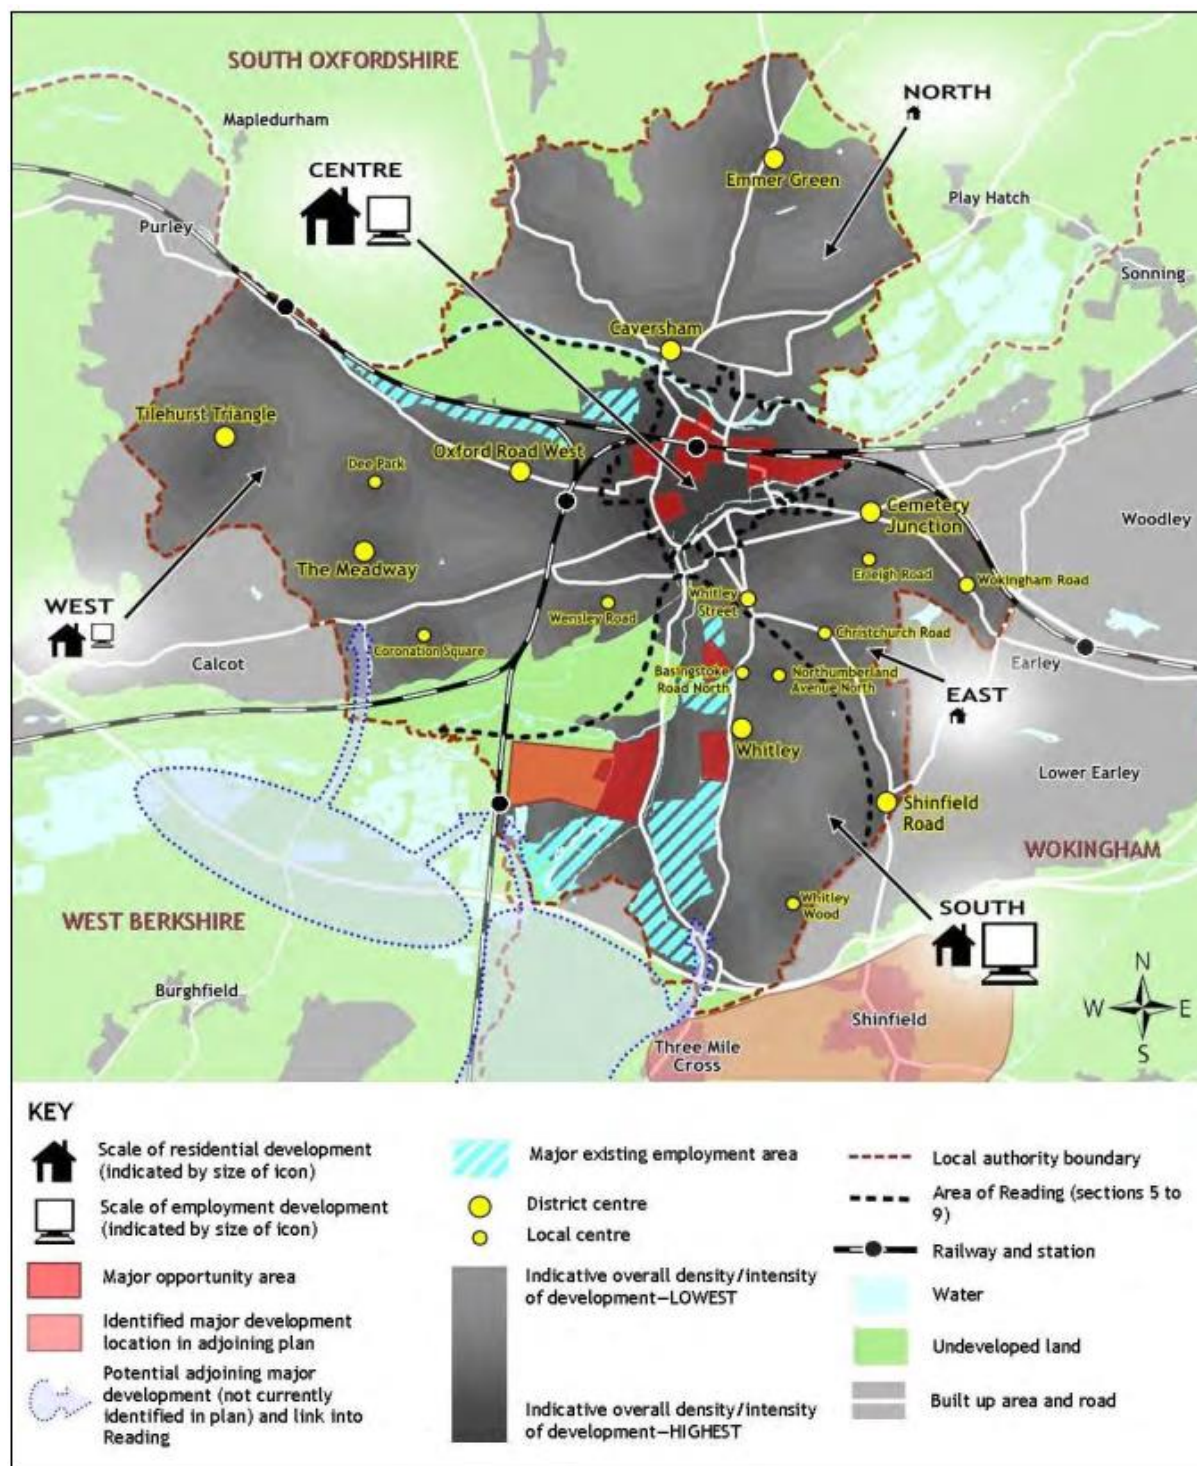 SOUTH OXFORDSHIRE
Mapledurham
NORTH
CENTRE
Emmer Green
Play Hatch
Purley
Sonning
Caversham
Tilehurst Triangle
Oxford Road West
Dee Park
Cemetery
Junction
Woodley
The Meadway
Erleigh Road
Wokingham Road
WEST
Whitley
Street
Wensley Road
Christchurch Road
Calcot
Coronation Square
Earley
Basingstoke
Road North
Northumberland
Avenue North
EAST
Whitley
Lower Earley
Shinfield
Road
WOKINGHAM
WEST BERKSHIRE
Whitley
Wood
SOUTH
Burghfield
Shinfield
Three Mile
Cross
N
W
E
S
KEY
Scale of residential development
(indicated by size of icon)
Scale of employment development
(indicated by size of icon)
Major opportunity area
Identified major development
location in adjoining plan
Potential adjoining major
development (not currently
identified in plan) and link into
Reading
Major existing employment area
District centre
Local centre
Indicative overall density/intensity
of development—LOWEST
Indicative overall density/intensity
of development—HIGHEST
Local authority boundary
Area of Reading (sections 5 to
9)
Railway and station
Water
Undeveloped land
Built up area and road